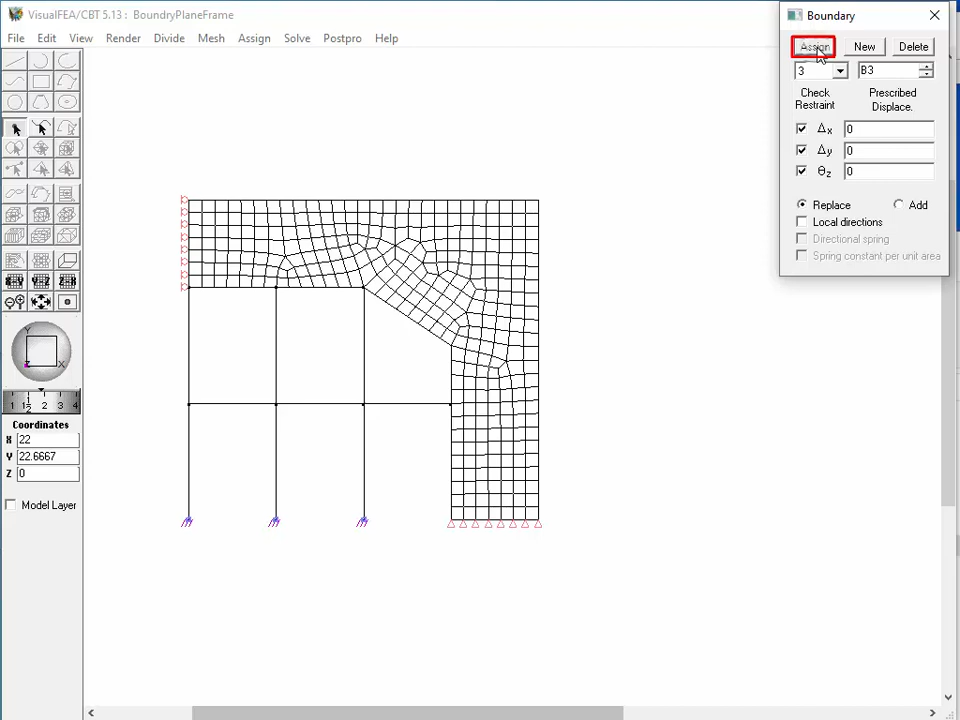 VisualFEA/CBT 5.13 : BoundryPlaneFrame
File Edit View Render Divide Mesh Assign Solve Postpro Help
Boundary
Assign New Delete
3 B3
Check Restraint
Prescribed Displace.
Δx 0
Δy 0
θz 0
Replace Add
Local directions
Directional spring
Spring constant per unit area
Y
Z X
1 1½ 2 3 4
Coordinates
X 22
Y 22.6667
Z 0
Model Layer